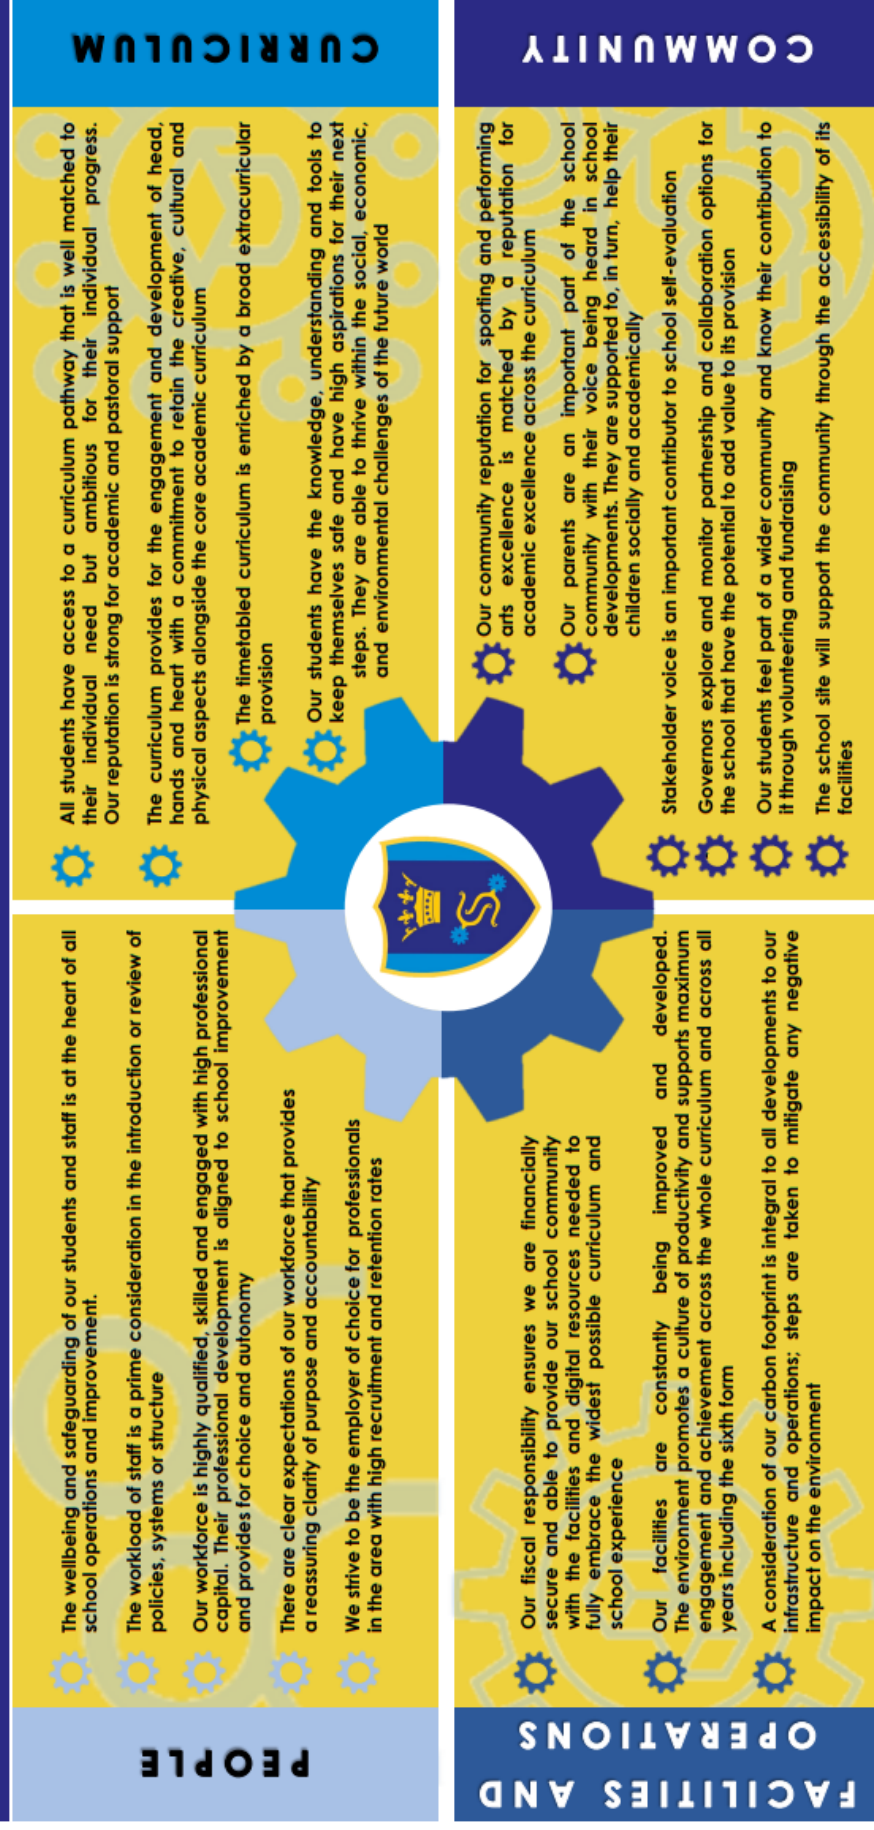 PEOPLE
The wellbeing and safeguarding of our students and staff is at the heart of all
school operations and improvement.
The workload of staff is a prime consideration in the introduction or review of
policies, systems or structure
Our workforce is highly qualified, skilled and engaged with high professional
capital. Their professional development is aligned to school improvement
and provides for choice and autonomy
There are clear expectations of our workforce that provides
a reassuring clarity of purpose and accountability
We strive to be the employer of choice for professionals
in the area with high recruitment and retention rates
CURRICULUM
All students have access to a curriculum pathway that is well matched to
their individual need but ambitious for their individual progress.
Our reputation is strong for academic and pastoral support
The curriculum provides for the engagement and development of head,
hands and heart with a commitment to retain the creative, cultural and
physical aspects alongside the core academic curriculum
The timetabled curriculum is enriched by a broad extracurricular
provision
Our students have the knowledge, understanding and tools to
keep themselves safe and have high aspirations for their next
steps. They are able to thrive within the social, economic,
and environmental challenges of the future world
FACILITIES AND
OPERATIONS
Our fiscal responsibility ensures we are financially
secure and able to provide our school community
with the facilities and digital resources needed to
fully embrace the widest possible curriculum and
school experience
Our facilities are constantly being improved and developed.
The environment promotes a culture of productivity and supports maximum
engagement and achievement across the whole curriculum and across all
years including the sixth form
A consideration of our carbon footprint is integral to all developments to our
infrastructure and operations; steps are taken to mitigate any negative
impact on the environment
COMMUNITY
Our community reputation for sporting and performing
arts excellence is matched by a reputation for
academic excellence across the curriculum
Our parents are an important part of the school
community with their voice being heard in school
developments. They are supported to, in turn, help their
children socially and academically
Stakeholder voice is an important contributor to school self-evaluation
Governors explore and monitor partnership and collaboration options for
the school that have the potential to add value to its provision
Our students feel part of a wider community and know their contribution to
it through volunteering and fundraising
The school site will support the community through the accessibility of its
facilities